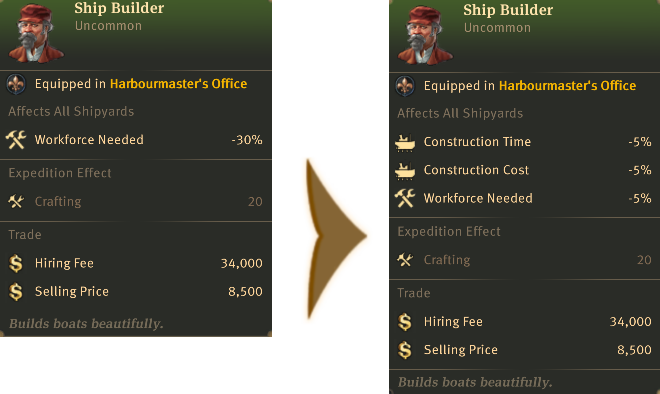 Ship Builder
Uncommon
Equipped in Harbourmaster's Office
Affects All Shipyards
Workforce Needed -30%
Expedition Effect
Crafting 20
Trade
Hiring Fee 34,000
Selling Price 8,500
Builds boats beautifully.
Ship Builder
Uncommon
Equipped in Harbourmaster's Office
Affects All Shipyards
Construction Time -5%
Construction Cost -5%
Workforce Needed -5%
Expedition Effect
Crafting 20
Trade
Hiring Fee 34,000
Selling Price 8,500
Builds boats beautifully.